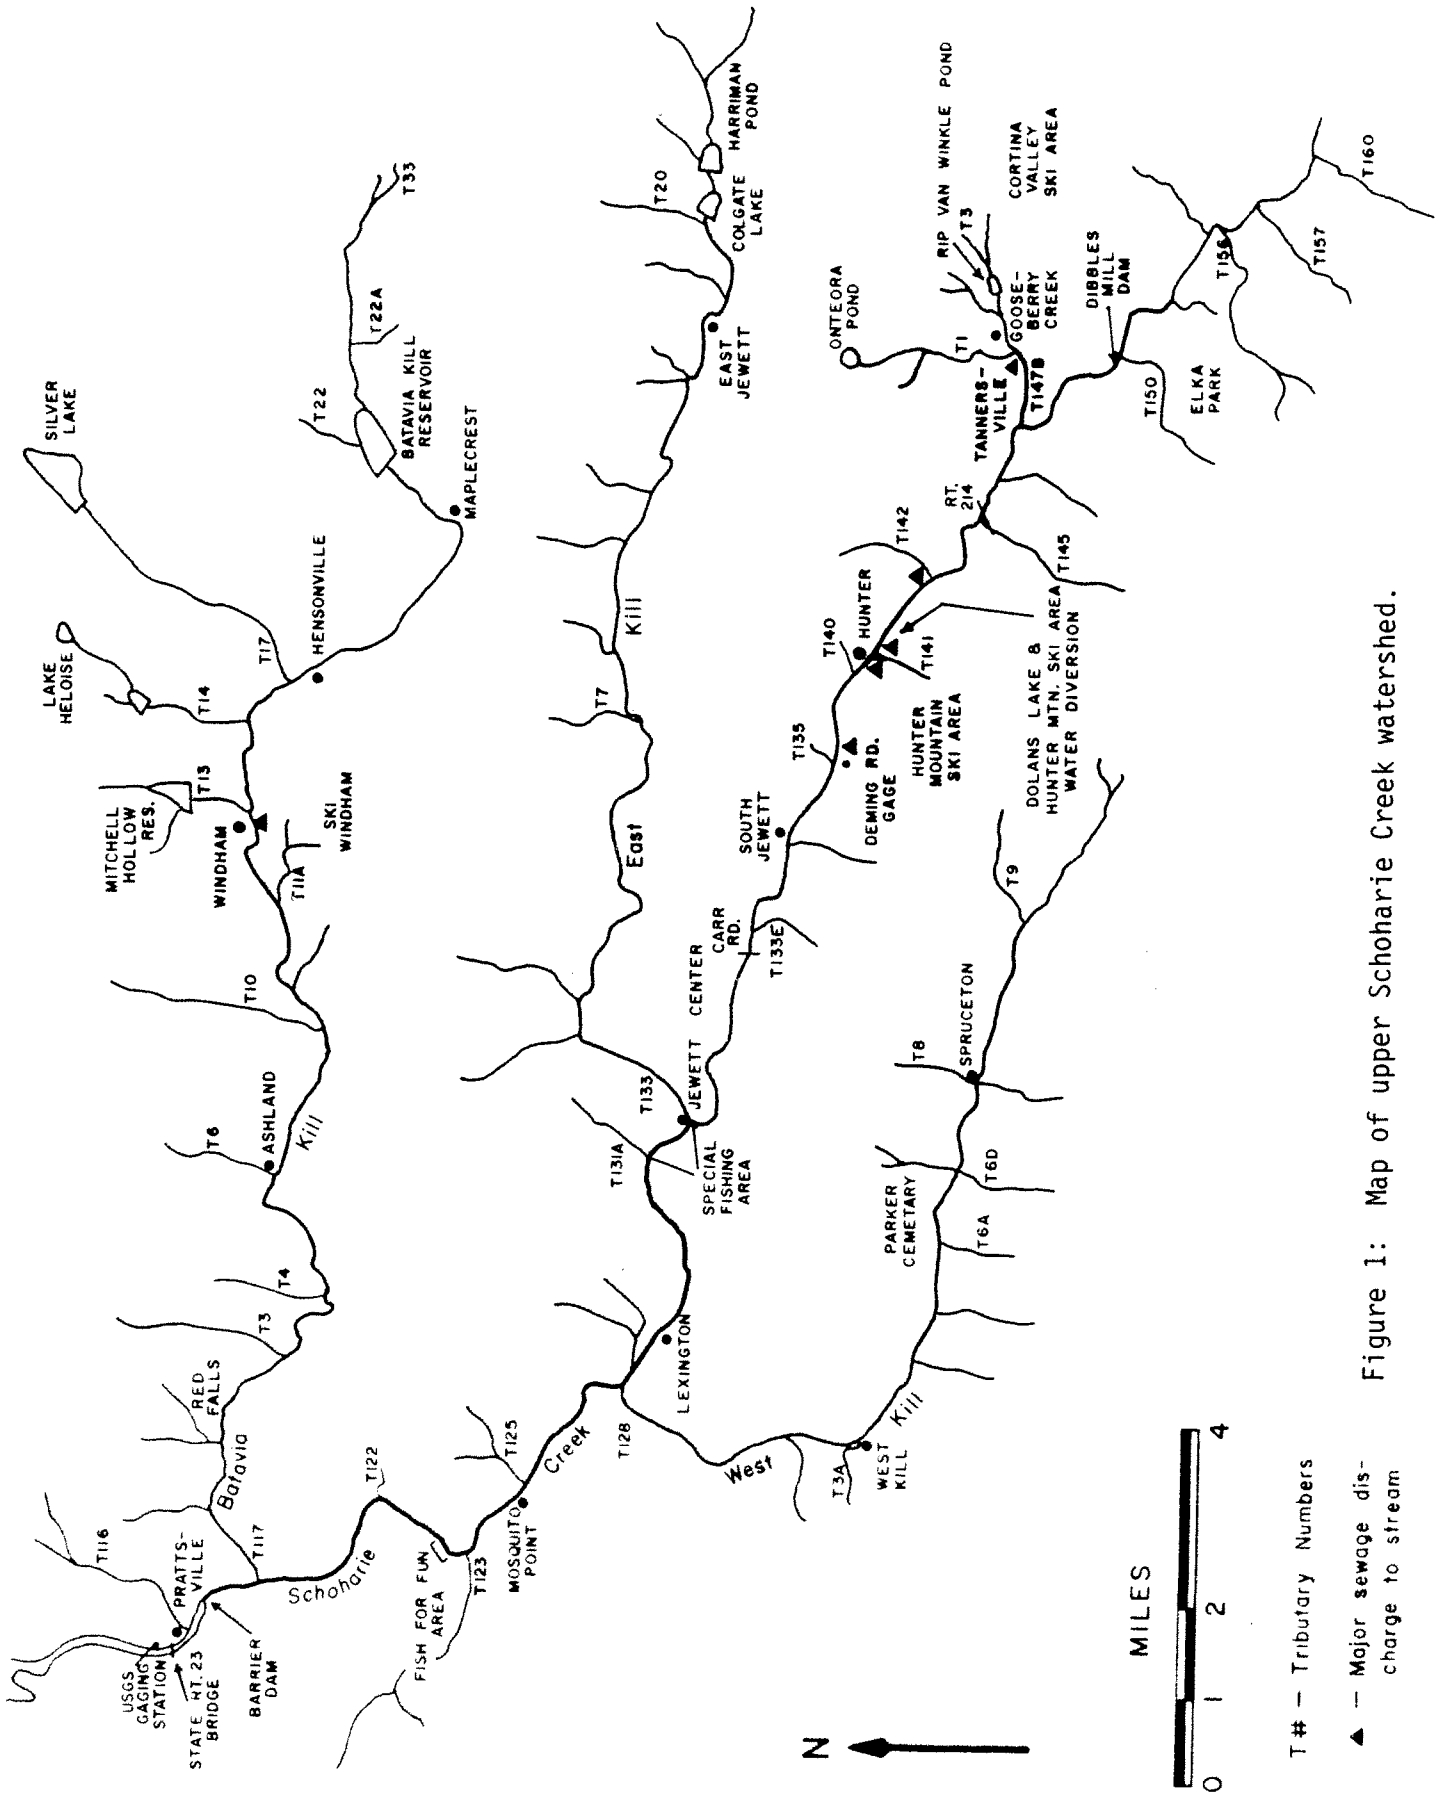 SILVER
LAKE
T33
T22A
T22
BATAVIA KILL
RESERVOIR
MAPLECREST
HENSONVILLE
T17
LAKE
HELOISE
T14
T13
MITCHELL
HOLLOW
RES.
WINDHAM
SKI
WINDHAM
T11A
T10
ASHLAND
Kill
T6
T4
T3
RED
FALLS
Batavia
T117
T116
PRATTS-
VILLE
USGS
GAGING
STATION
STATE RT. 23
BRIDGE
BARRIER
DAM
Schoharie
T122
FISH FOR FUN
AREA
T123
MOSQUITO
POINT
T125
Creek
T128
LEXINGTON
HARRIMAN
POND
COLGATE
LAKE
T20
EAST
JEWETT
Kill
T7
East
T133
JEWETT CENTER
T131A
SPECIAL
FISHING
AREA
CARR
RD.
T133E
SOUTH
JEWETT
T135
DEMING RD.
GAGE
HUNTER
MOUNTAIN
SKI AREA
T140
HUNTER
T141
T142
DOLANS LAKE &
HUNTER MTN. SKI AREA
WATER DIVERSION
RT.
214
T145
TANNERS-
VILLE
T147B
T1
ONTEORA
POND
GOOSE-
BERRY
CREEK
RIP VAN WINKLE POND
T3
CORTINA
VALLEY
SKI AREA
DIBBLES
MILL
DAM
T150
ELKA
PARK
T156
T157
T160
T9
SPRUCETON
T8
T6D
PARKER
CEMETARY
T6A
Kill
West
WEST
KILL
T3A
N
MILES
0 1 2 4
T# — Tributary Numbers
▲ — Major sewage dis-
charge to stream
Figure 1: Map of upper Schoharie Creek watershed.